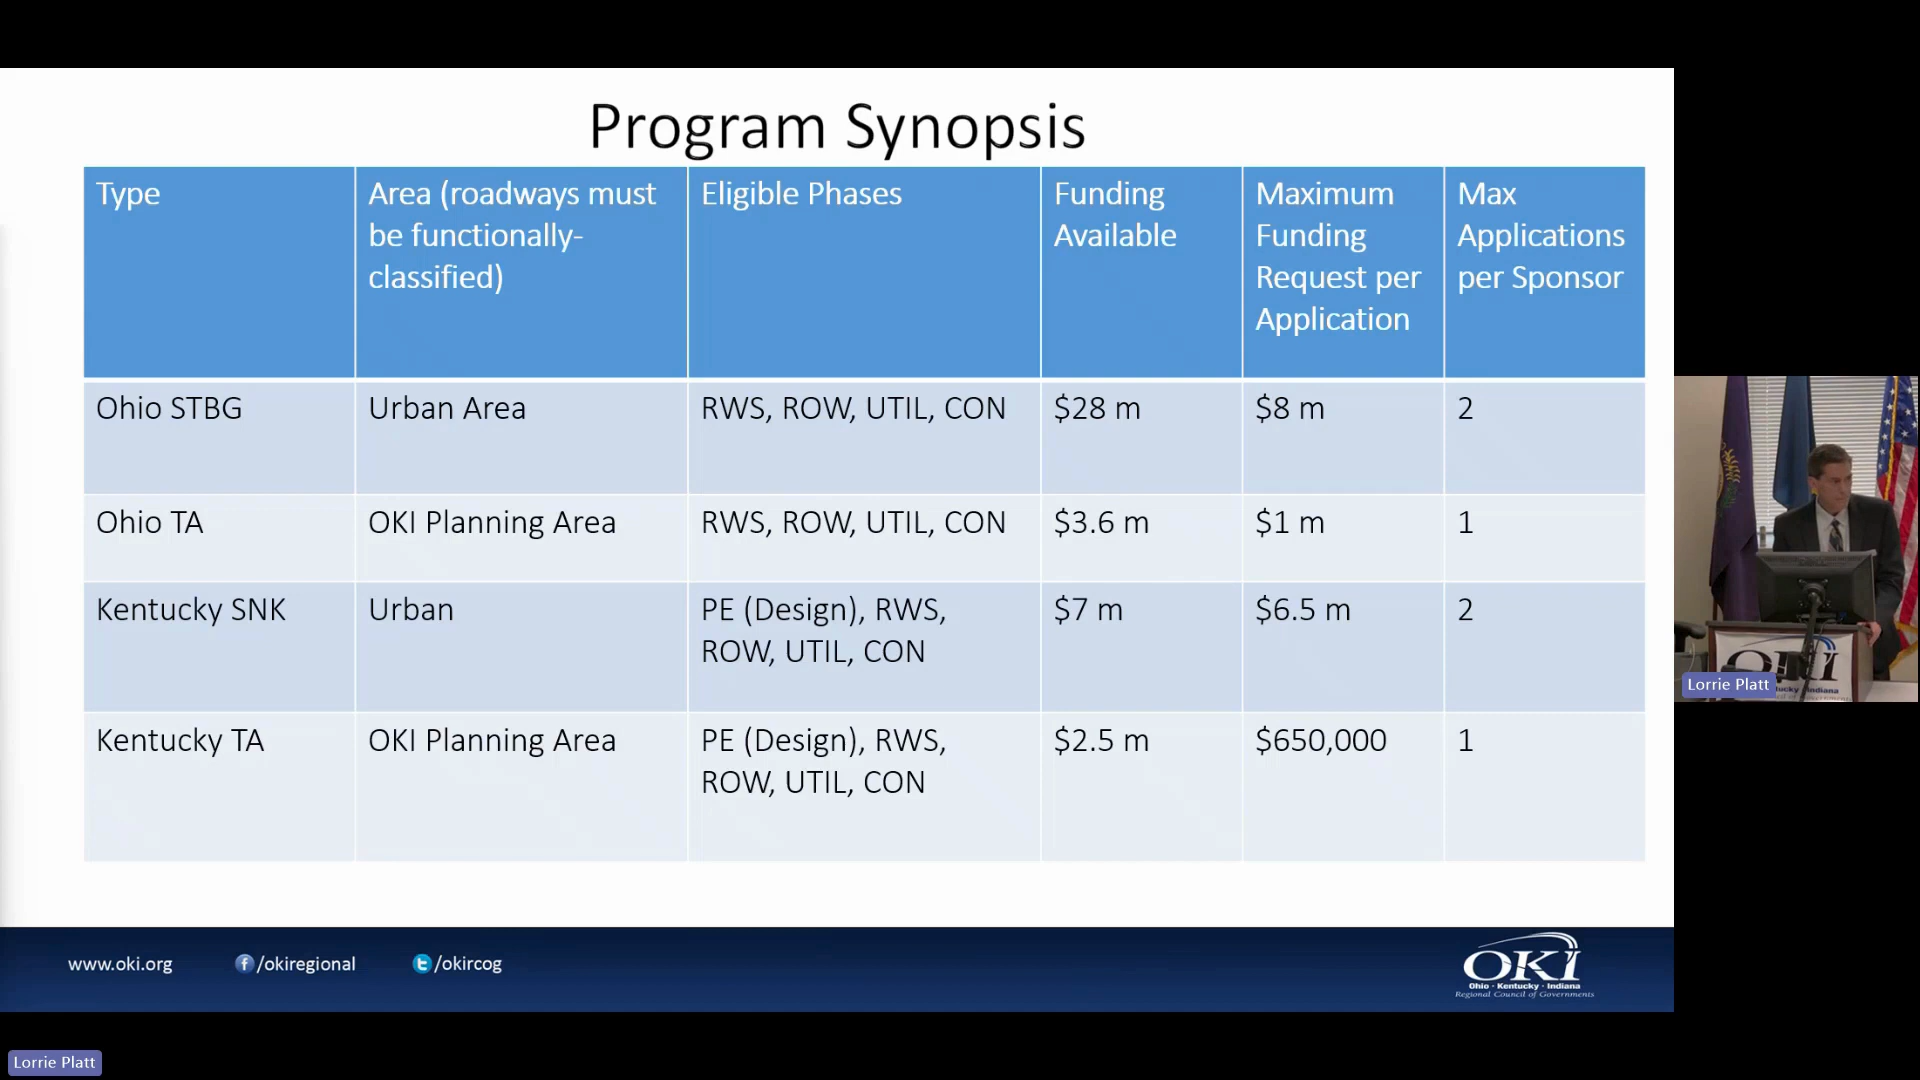 Program Synopsis
Type
Area (roadways must
be functionally-
classified)
Eligible Phases
Funding
Available
Maximum
Funding
Request per
Application
Max
Applications
per Sponsor
Ohio STBG
Urban Area
RWS, ROW, UTIL, CON
$28 m
$8 m
2
Ohio TA
OKI Planning Area
RWS, ROW, UTIL, CON
$3.6 m
$1 m
1
Kentucky SNK
Urban
PE (Design), RWS,
ROW, UTIL, CON
$7 m
$6.5 m
2
Kentucky TA
OKI Planning Area
PE (Design), RWS,
ROW, UTIL, CON
$2.5 m
$650,000
1
www.oki.org
/okiregional
/okircog
OKI
Ohio · Kentucky · Indiana
Regional Council of Governments
OKI
Lorrie Platt
Lorrie Platt